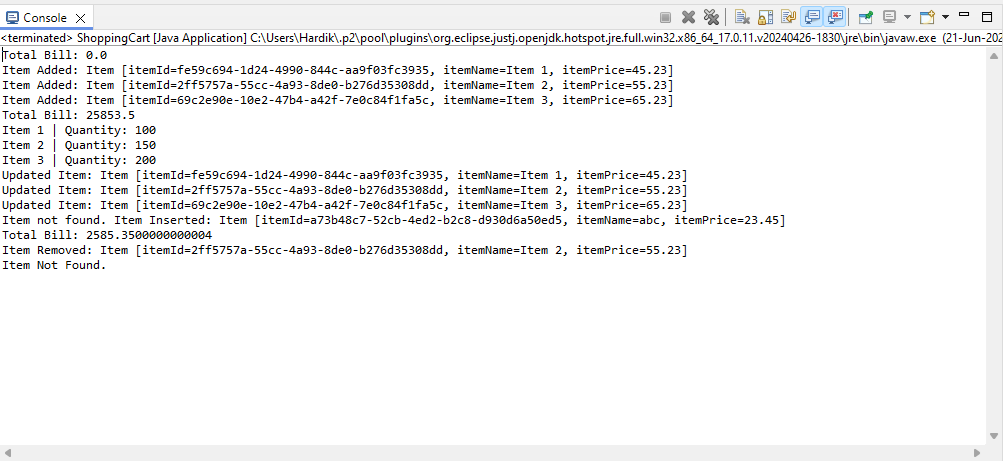 Console
<terminated> ShoppingCart [Java Application] C:\Users\Hardik\.p2\pool\plugins\org.eclipse.justj.openjdk.hotspot.jre.full.win32.x86_64_17.0.11.v20240426-1830\jre\bin\javaw.exe (21-Jun-202
Total Bill: 0.0
Item Added: Item [itemId=fe59c694-1d24-4990-844c-aa9f03fc3935, itemName=Item 1, itemPrice=45.23]
Item Added: Item [itemId=2ff5757a-55cc-4a93-8de0-b276d35308dd, itemName=Item 2, itemPrice=55.23]
Item Added: Item [itemId=69c2e90e-10e2-47b4-a42f-7e0c84f1fa5c, itemName=Item 3, itemPrice=65.23]
Total Bill: 25853.5
Item 1 | Quantity: 100
Item 2 | Quantity: 150
Item 3 | Quantity: 200
Updated Item: Item [itemId=fe59c694-1d24-4990-844c-aa9f03fc3935, itemName=Item 1, itemPrice=45.23]
Updated Item: Item [itemId=2ff5757a-55cc-4a93-8de0-b276d35308dd, itemName=Item 2, itemPrice=55.23]
Updated Item: Item [itemId=69c2e90e-10e2-47b4-a42f-7e0c84f1fa5c, itemName=Item 3, itemPrice=65.23]
Item not found. Item Inserted: Item [itemId=a73b48c7-52cb-4ed2-b2c8-d930d6a50ed5, itemName=abc, itemPrice=23.45]
Total Bill: 2585.3500000000004
Item Removed: Item [itemId=2ff5757a-55cc-4a93-8de0-b276d35308dd, itemName=Item 2, itemPrice=55.23]
Item Not Found.